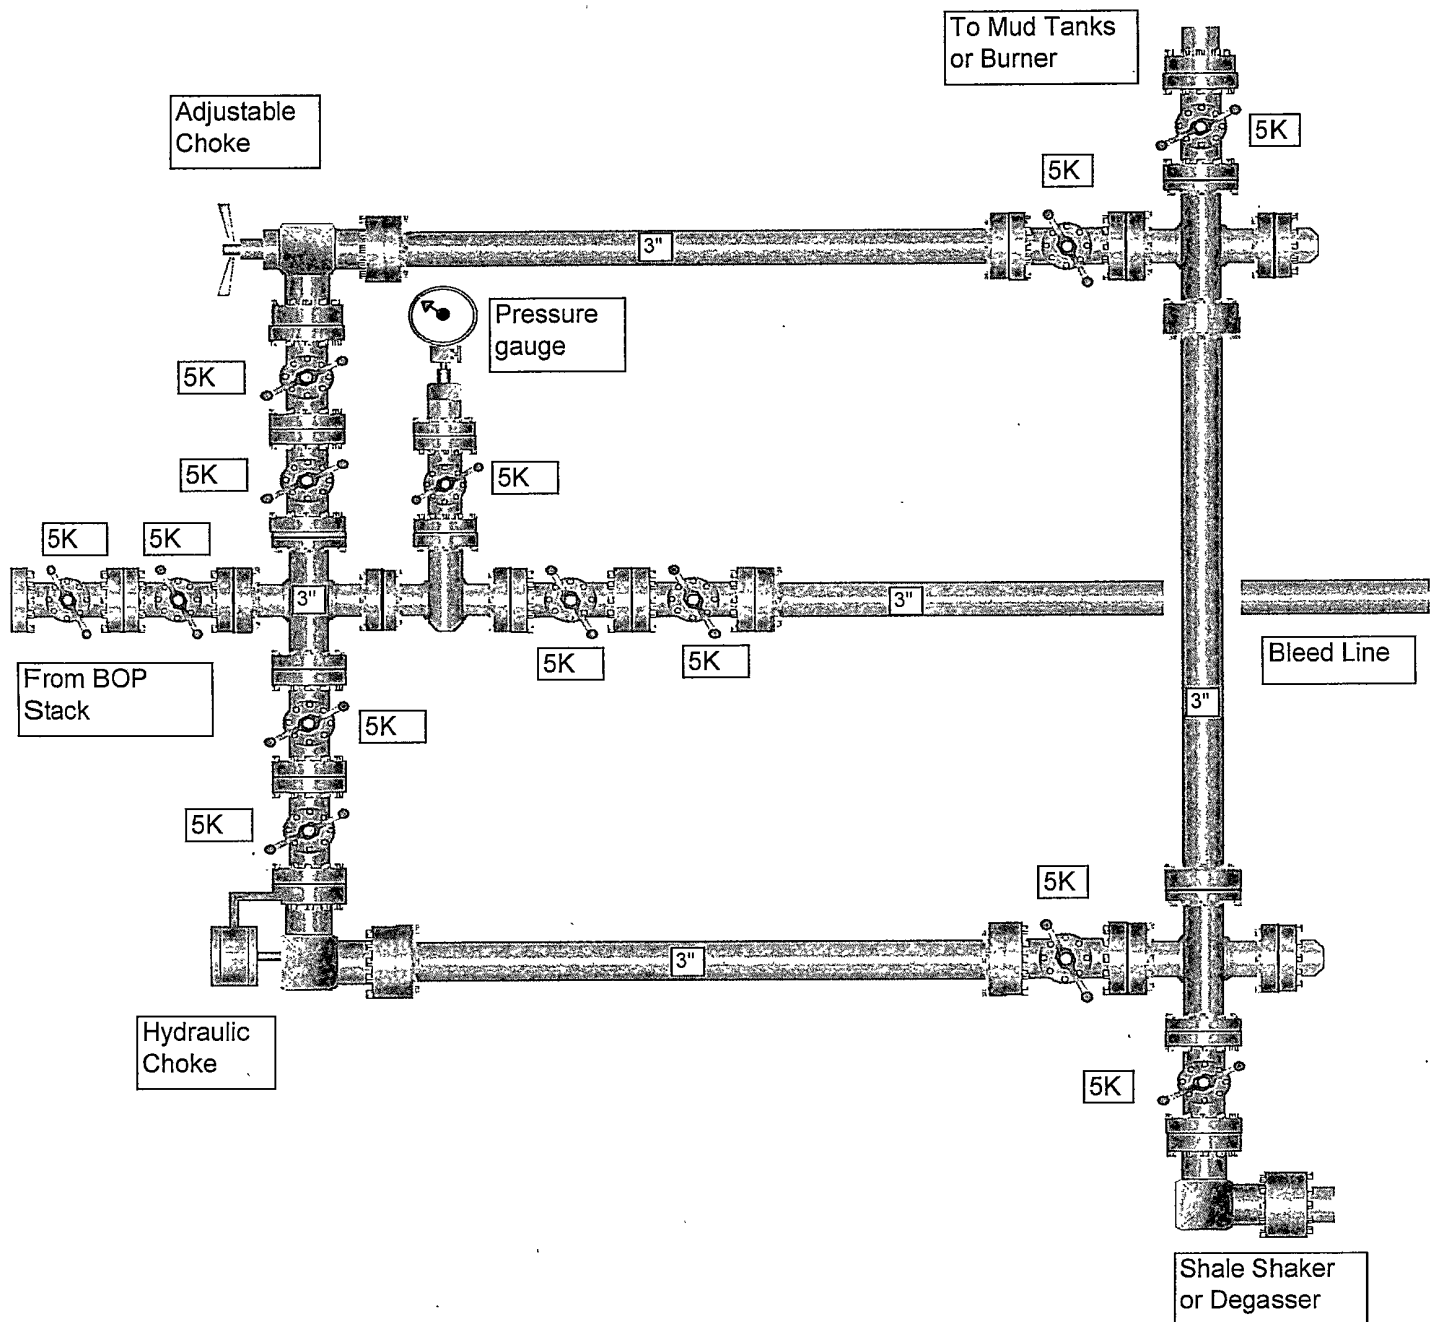 To Mud Tanks
or Burner
5K
Adjustable
Choke
5K
3"
Pressure
gauge
5K
5K
5K
5K
5K
3"
3"
From BOP
Stack
5K
5K
Bleed Line
3"
5K
5K
5K
3"
Hydraulic
Choke
5K
Shale Shaker
or Degasser